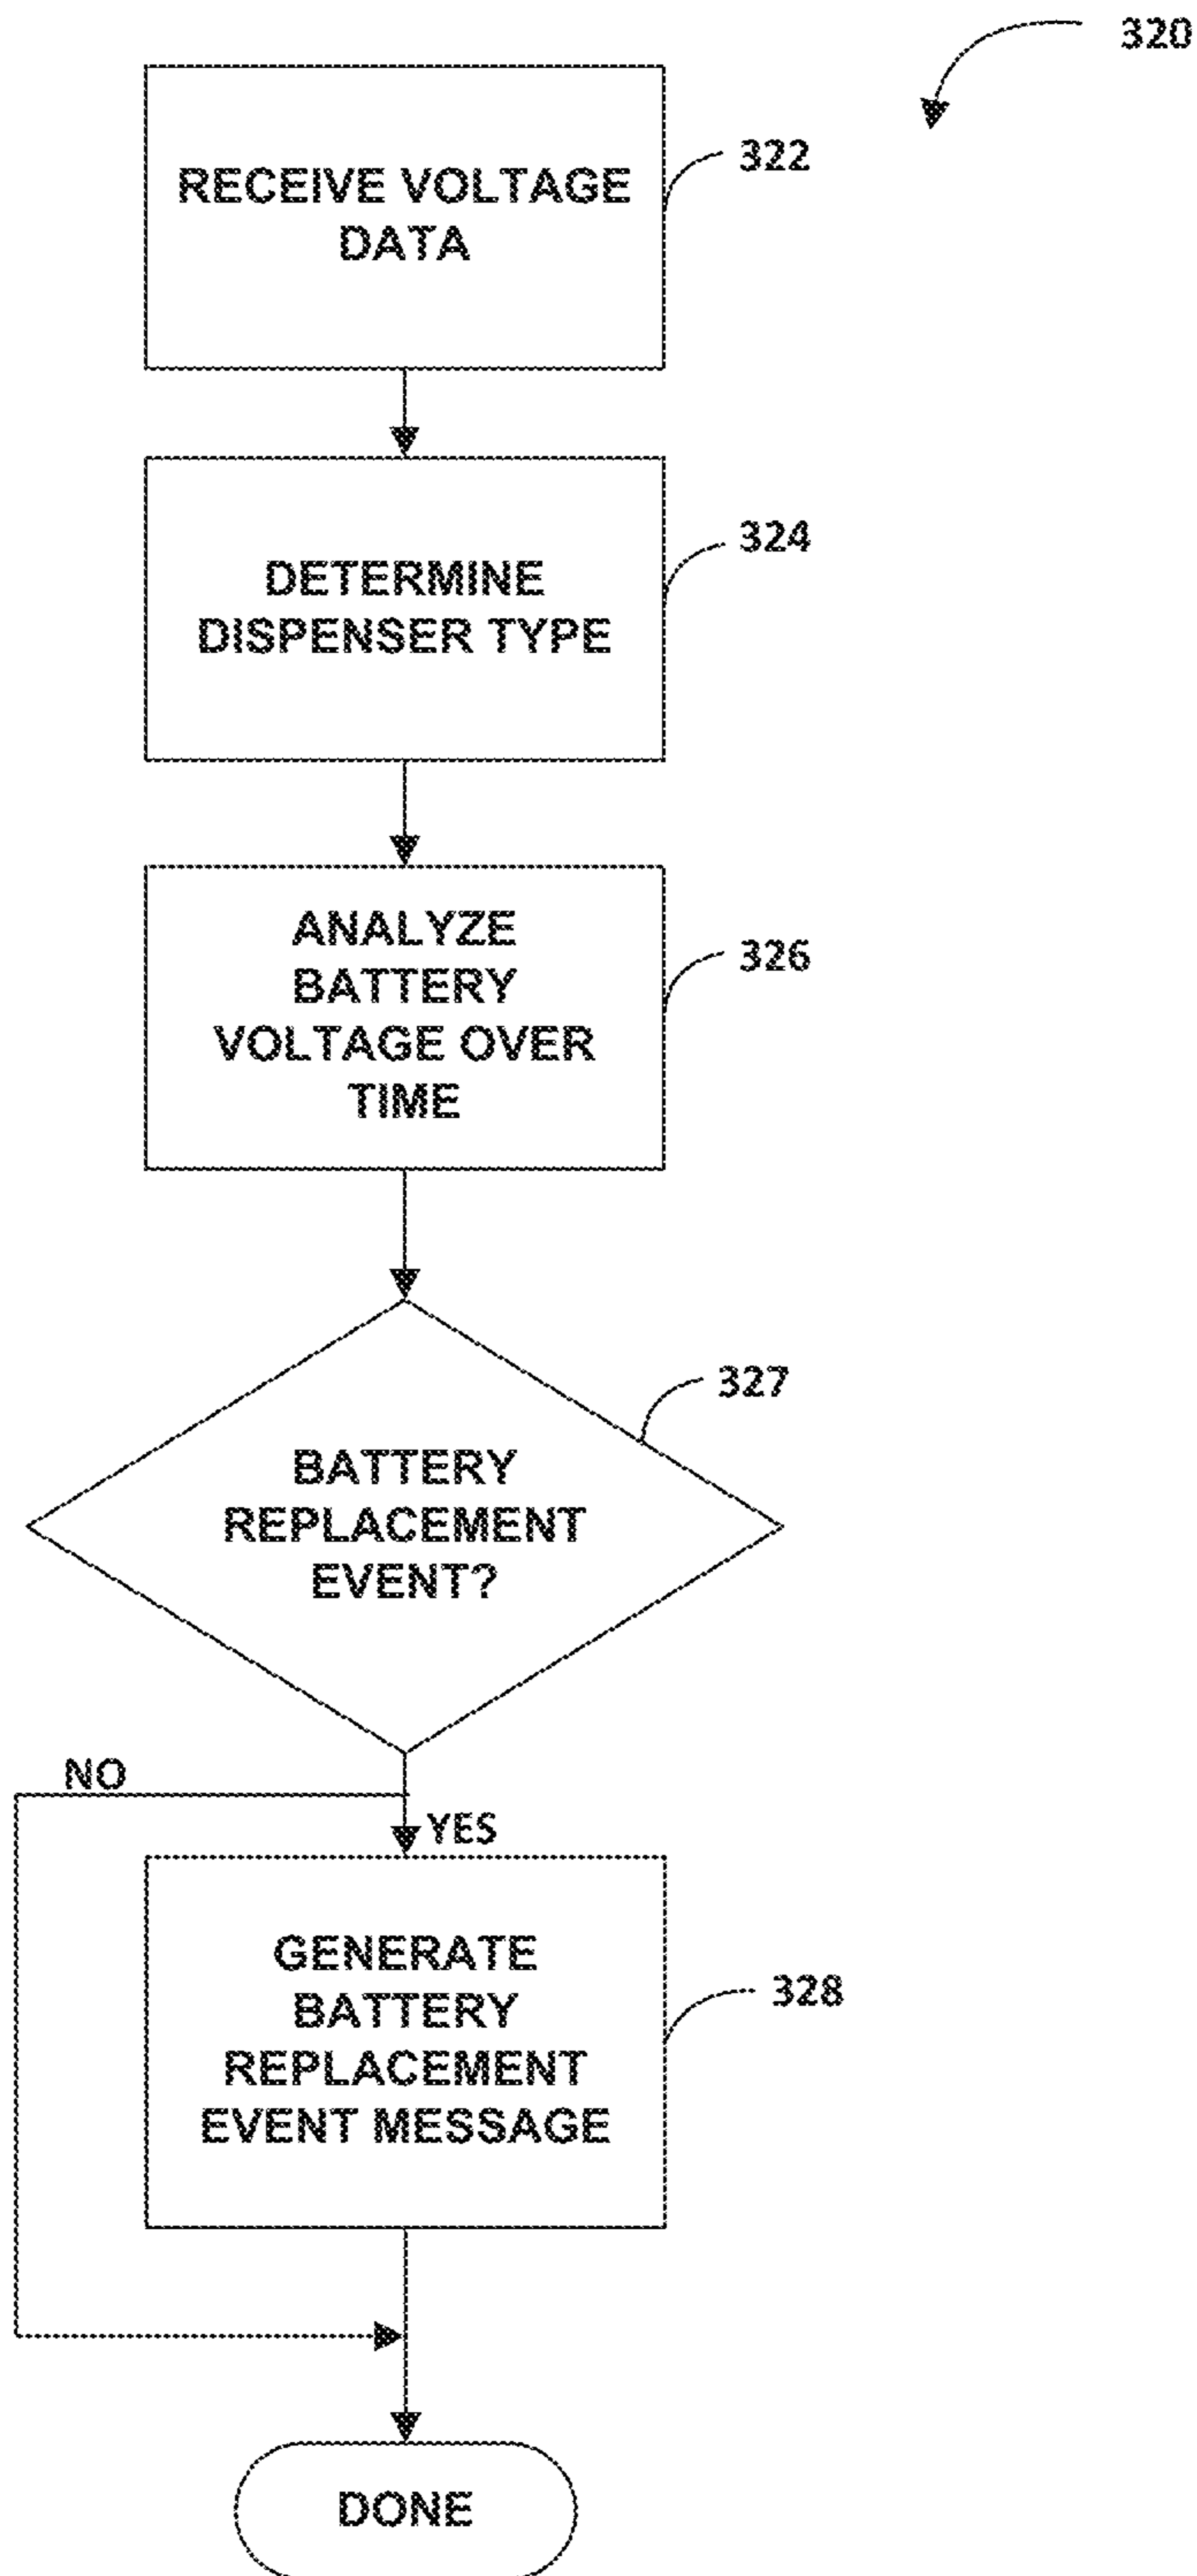 320
322
RECEIVE VOLTAGE
DATA
324
DETERMINE
DISPENSER TYPE
326
ANALYZE
BATTERY
VOLTAGE OVER
TIME
327
BATTERY
REPLACEMENT
EVENT?
NO
YES
GENERATE
BATTERY
REPLACEMENT
EVENT MESSAGE
328
DONE